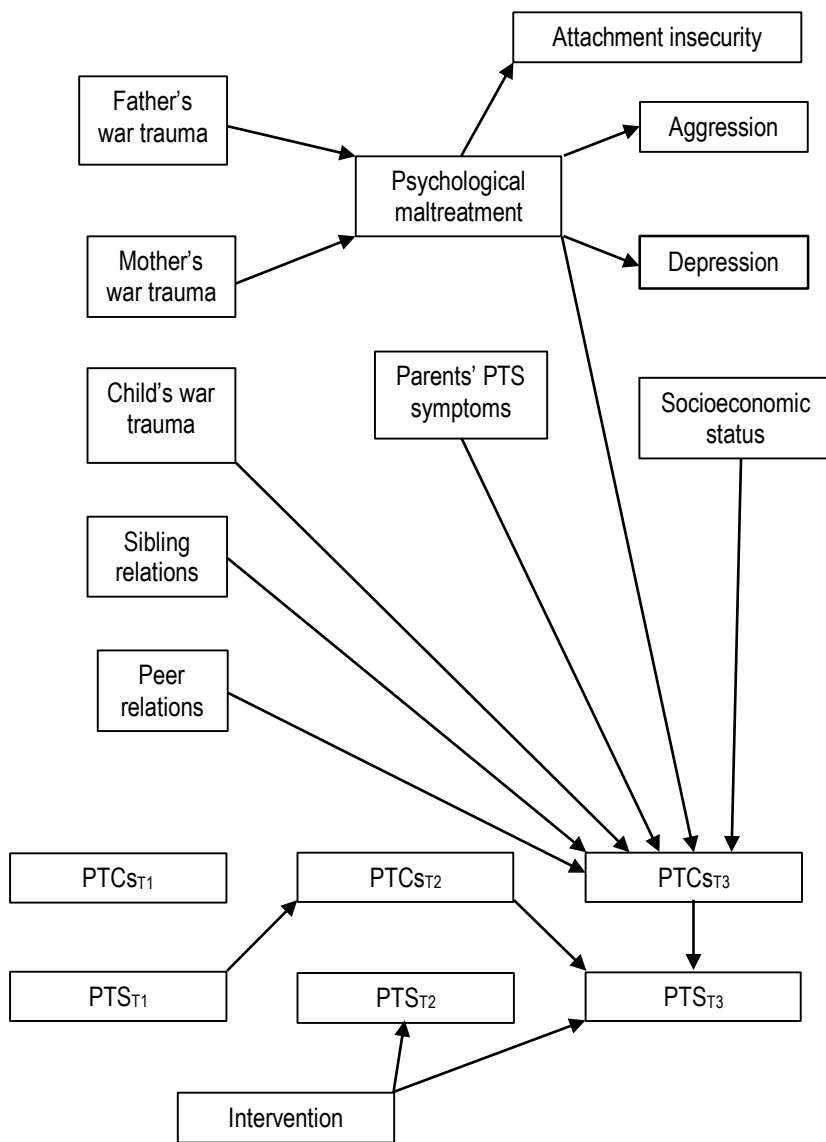 Attachment insecurity
Father’s
war trauma
Aggression
Psychological
maltreatment
Mother’s
war trauma
Depression
Child’s war
trauma
Parents’ PTS
symptoms
Socioeconomic
status
Sibling
relations
Peer
relations
PTCsT1
PTCsT2
PTCsT3
PTST1
PTST2
PTST3
Intervention